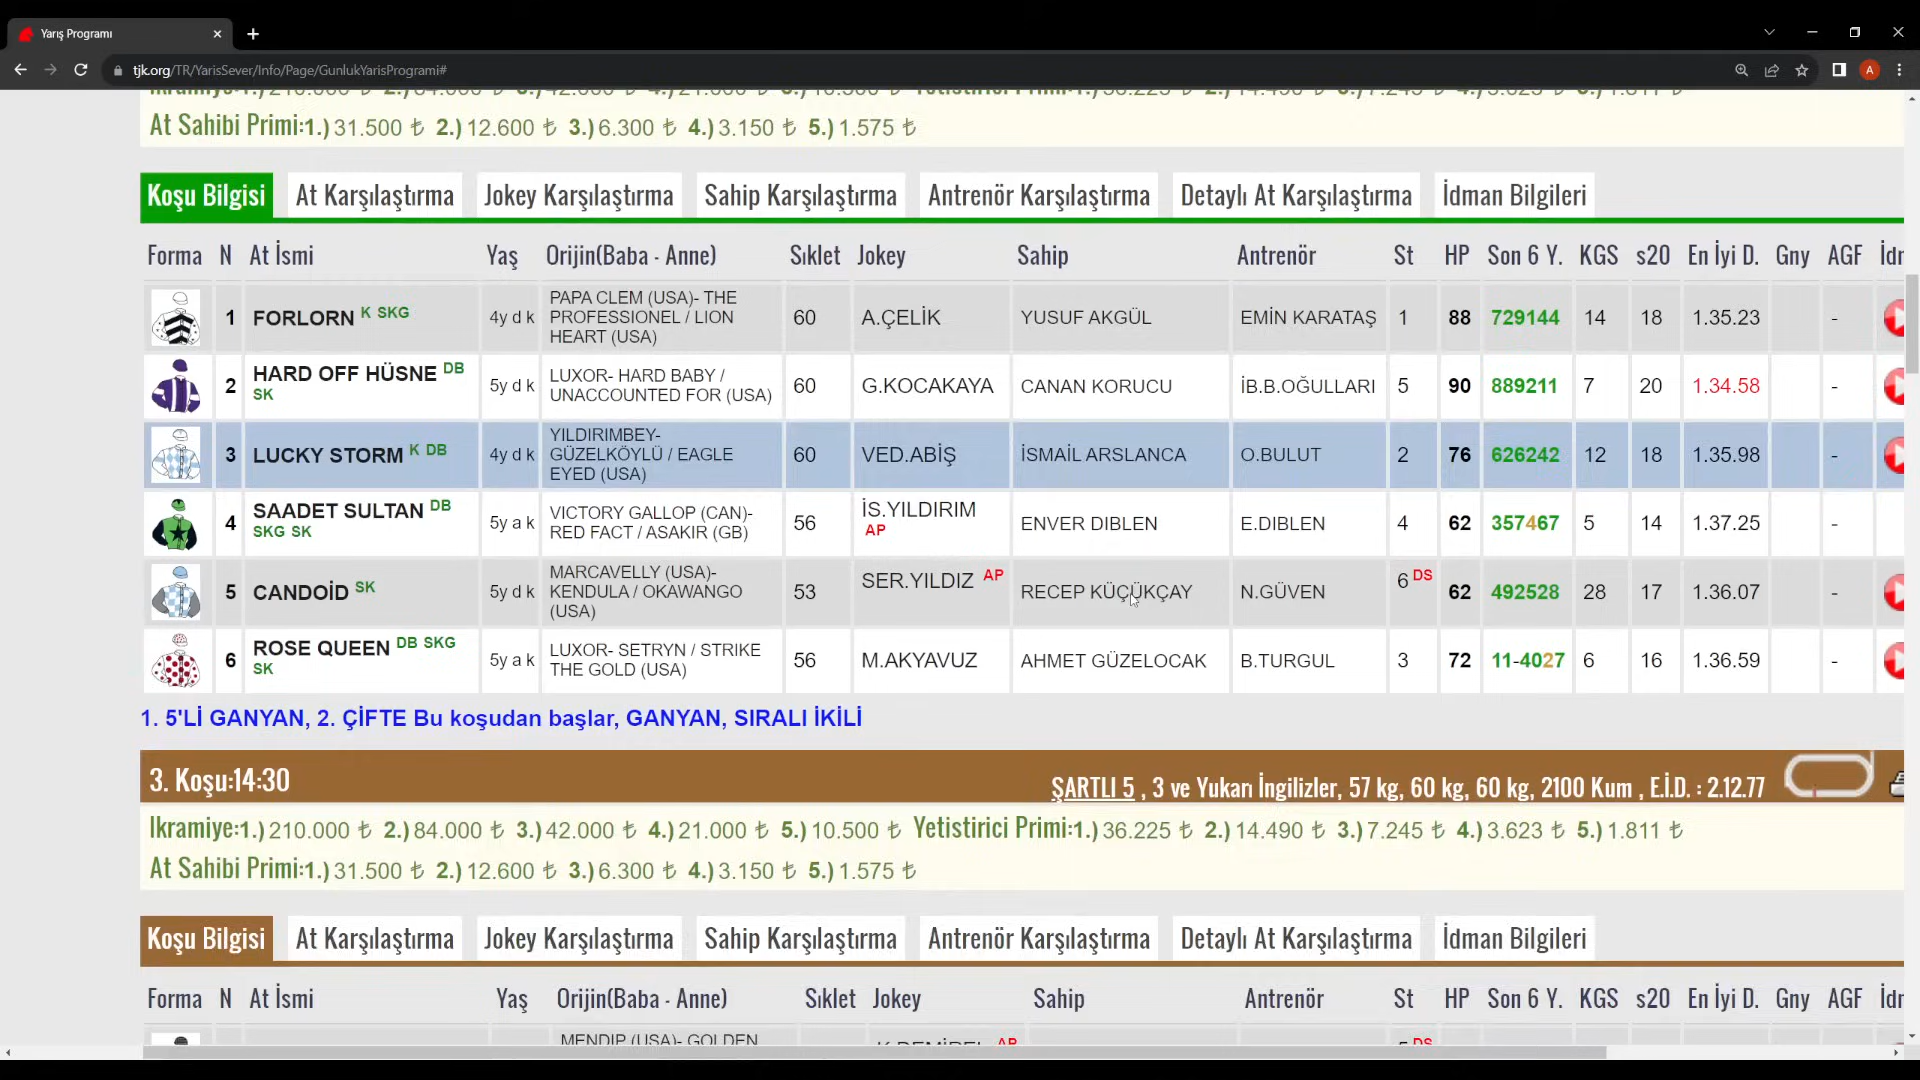 Yarış Programı
tjk.org/TR/YarisSever/Info/Page/GunlukYarisProgrami#
A
At Sahibi Primi:1.) 31.500 ₺ 2.) 12.600 ₺ 3.) 6.300 ₺ 4.) 3.150 ₺ 5.) 1.575 ₺
Koşu Bilgisi At Karşılaştırma Jokey Karşılaştırma Sahip Karşılaştırma Antrenör Karşılaştırma Detaylı At Karşılaştırma İdman Bilgileri
Forma N At İsmi Yaş Orijin(Baba - Anne) Sıklet Jokey Sahip Antrenör St HP Son 6 Y. KGS s20 En İyi D. Gny AGF
1 FORLORN K SKG 4y d k PAPA CLEM (USA)- THE PROFESSIONEL / LION HEART (USA) 60 A.ÇELİK YUSUF AKGÜL EMİN KARATAŞ 1 88 729144 14 18 1.35.23 -
2 HARD OFF HÜSNE DB SK 5y d k LUXOR- HARD BABY / UNACCOUNTED FOR (USA) 60 G.KOCAKAYA CANAN KORUCU İB.B.OĞULLARI 5 90 889211 7 20 1.34.58 -
3 LUCKY STORM K DB 4y d k YILDIRIMBEY- GÜZELKÖYLÜ / EAGLE EYED (USA) 60 VED.ABİŞ İSMAİL ARSLANCA O.BULUT 2 76 626242 12 18 1.35.98 -
4 SAADET SULTAN DB SKG SK 5y a k VICTORY GALLOP (CAN)- RED FACT / ASAKIR (GB) 56 İS.YILDIRIM AP ENVER DIBLEN E.DIBLEN 4 62 357467 5 14 1.37.25 -
5 CANDOİD SK 5y d k MARCAVELLY (USA)- KENDULA / OKAWANGO (USA) 53 SER.YILDIZ AP RECEP KÜÇÜKÇAY N.GÜVEN 6 DS 62 492528 28 17 1.36.07 -
6 ROSE QUEEN DB SKG SK 5y a k LUXOR- SETRYN / STRIKE THE GOLD (USA) 56 M.AKYAVUZ AHMET GÜZELOCAK B.TURGUL 3 72 11-4027 6 16 1.36.59 -
1. 5'Lİ GANYAN, 2. ÇİFTE Bu koşudan başlar, GANYAN, SIRALI İKİLİ
3. Koşu:14:30 ŞARTLI 5 , 3 ve Yukarı İngilizler, 57 kg, 60 kg, 60 kg, 2100 Kum , E.İ.D. : 2.12.77
Ikramiye:1.) 210.000 ₺ 2.) 84.000 ₺ 3.) 42.000 ₺ 4.) 21.000 ₺ 5.) 10.500 ₺ Yetistirici Primi:1.) 36.225 ₺ 2.) 14.490 ₺ 3.) 7.245 ₺ 4.) 3.623 ₺ 5.) 1.811 ₺
At Sahibi Primi:1.) 31.500 ₺ 2.) 12.600 ₺ 3.) 6.300 ₺ 4.) 3.150 ₺ 5.) 1.575 ₺
Koşu Bilgisi At Karşılaştırma Jokey Karşılaştırma Sahip Karşılaştırma Antrenör Karşılaştırma Detaylı At Karşılaştırma İdman Bilgileri
Forma N At İsmi Yaş Orijin(Baba - Anne) Sıklet Jokey Sahip Antrenör St HP Son 6 Y. KGS s20 En İyi D. Gny AGF
MENDIP (USA)- GOLDEN